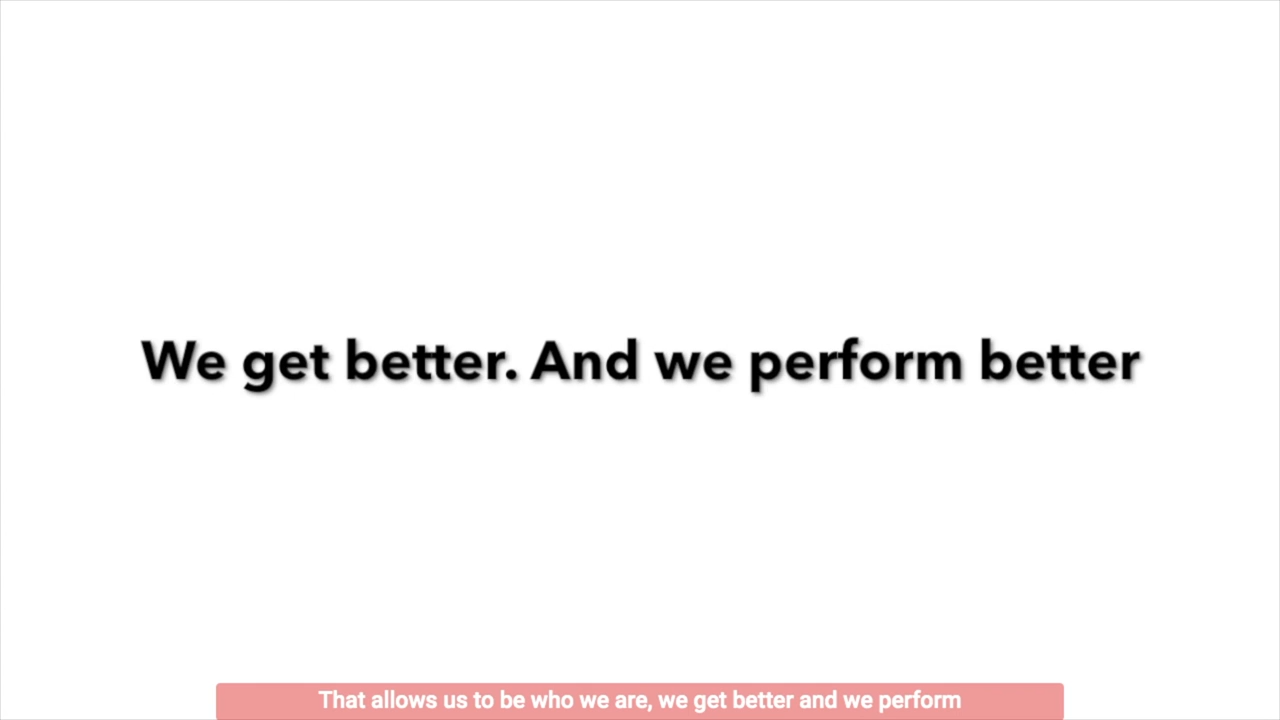 We get better. And we perform better
That allows us to be who we are, we get better and we perform